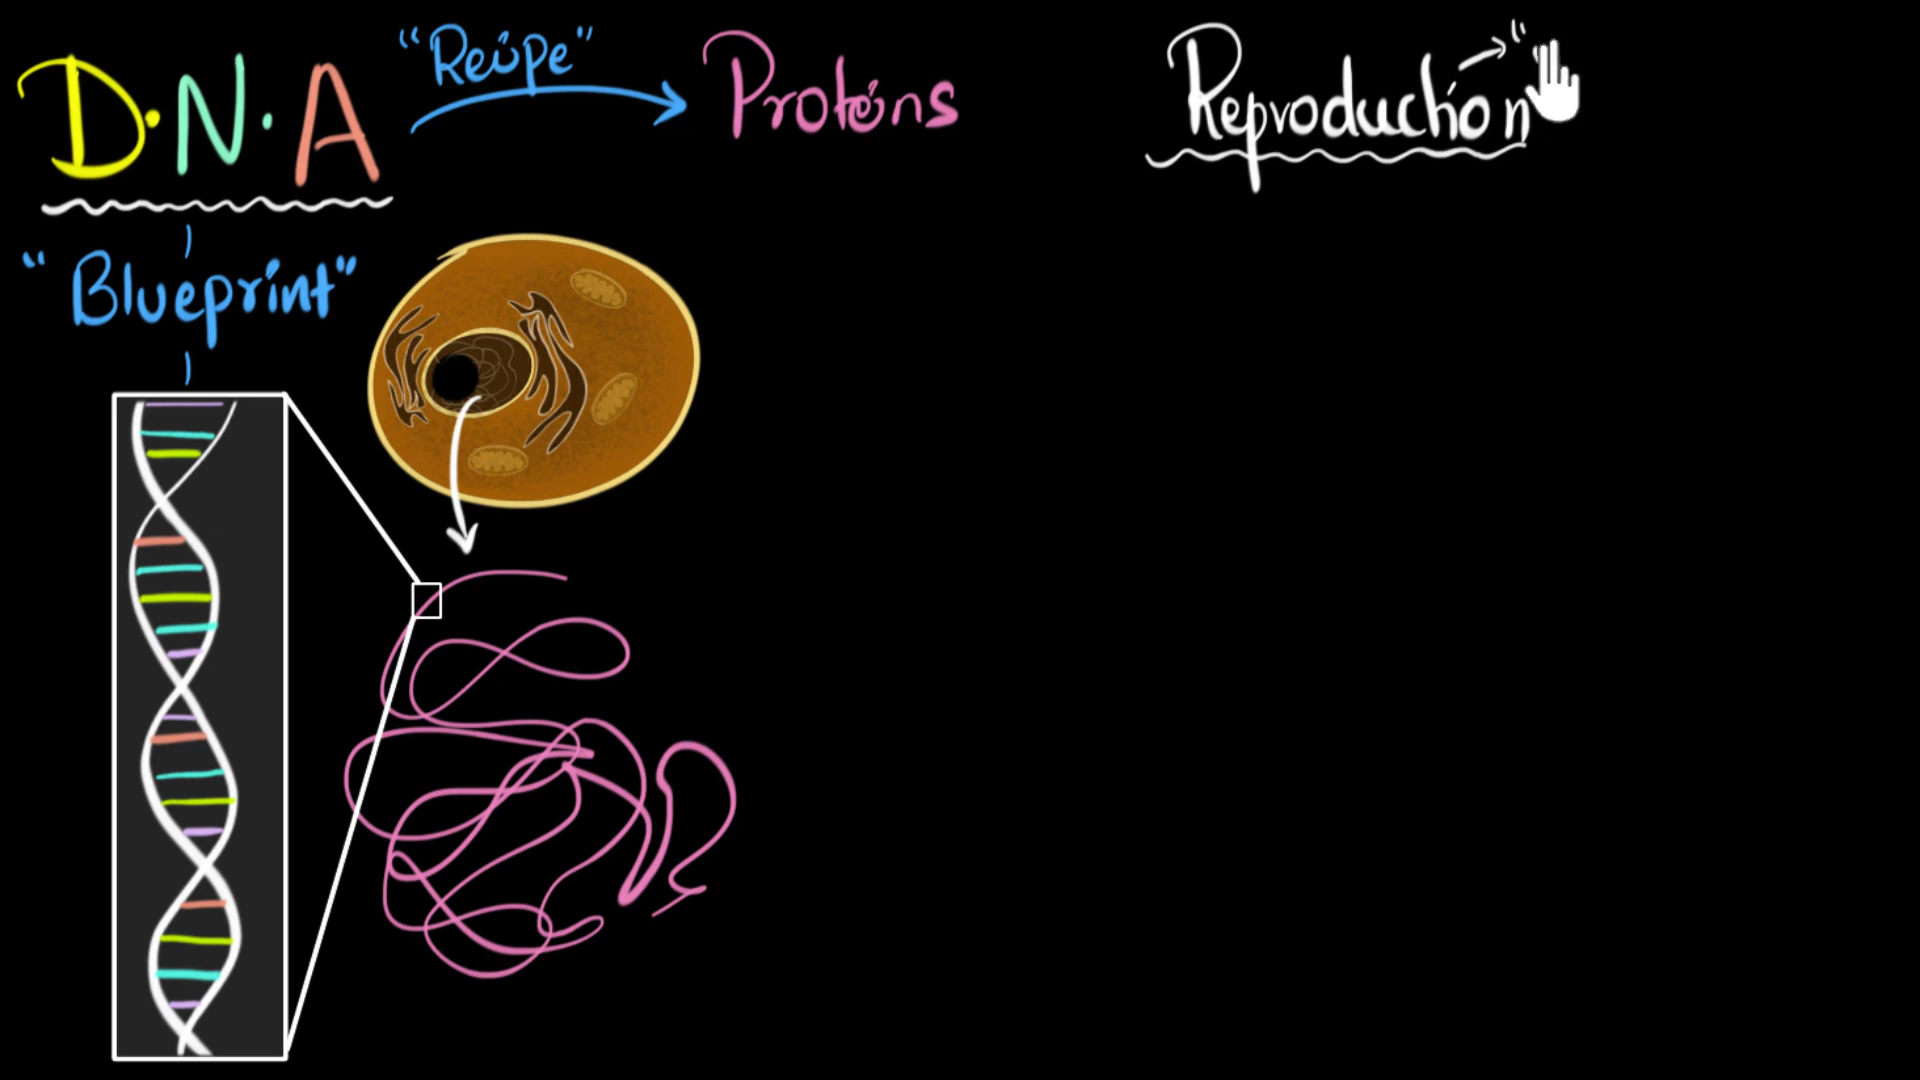 D.N.A
"Recipe"
Proteins
Reproduction
"Blueprint"